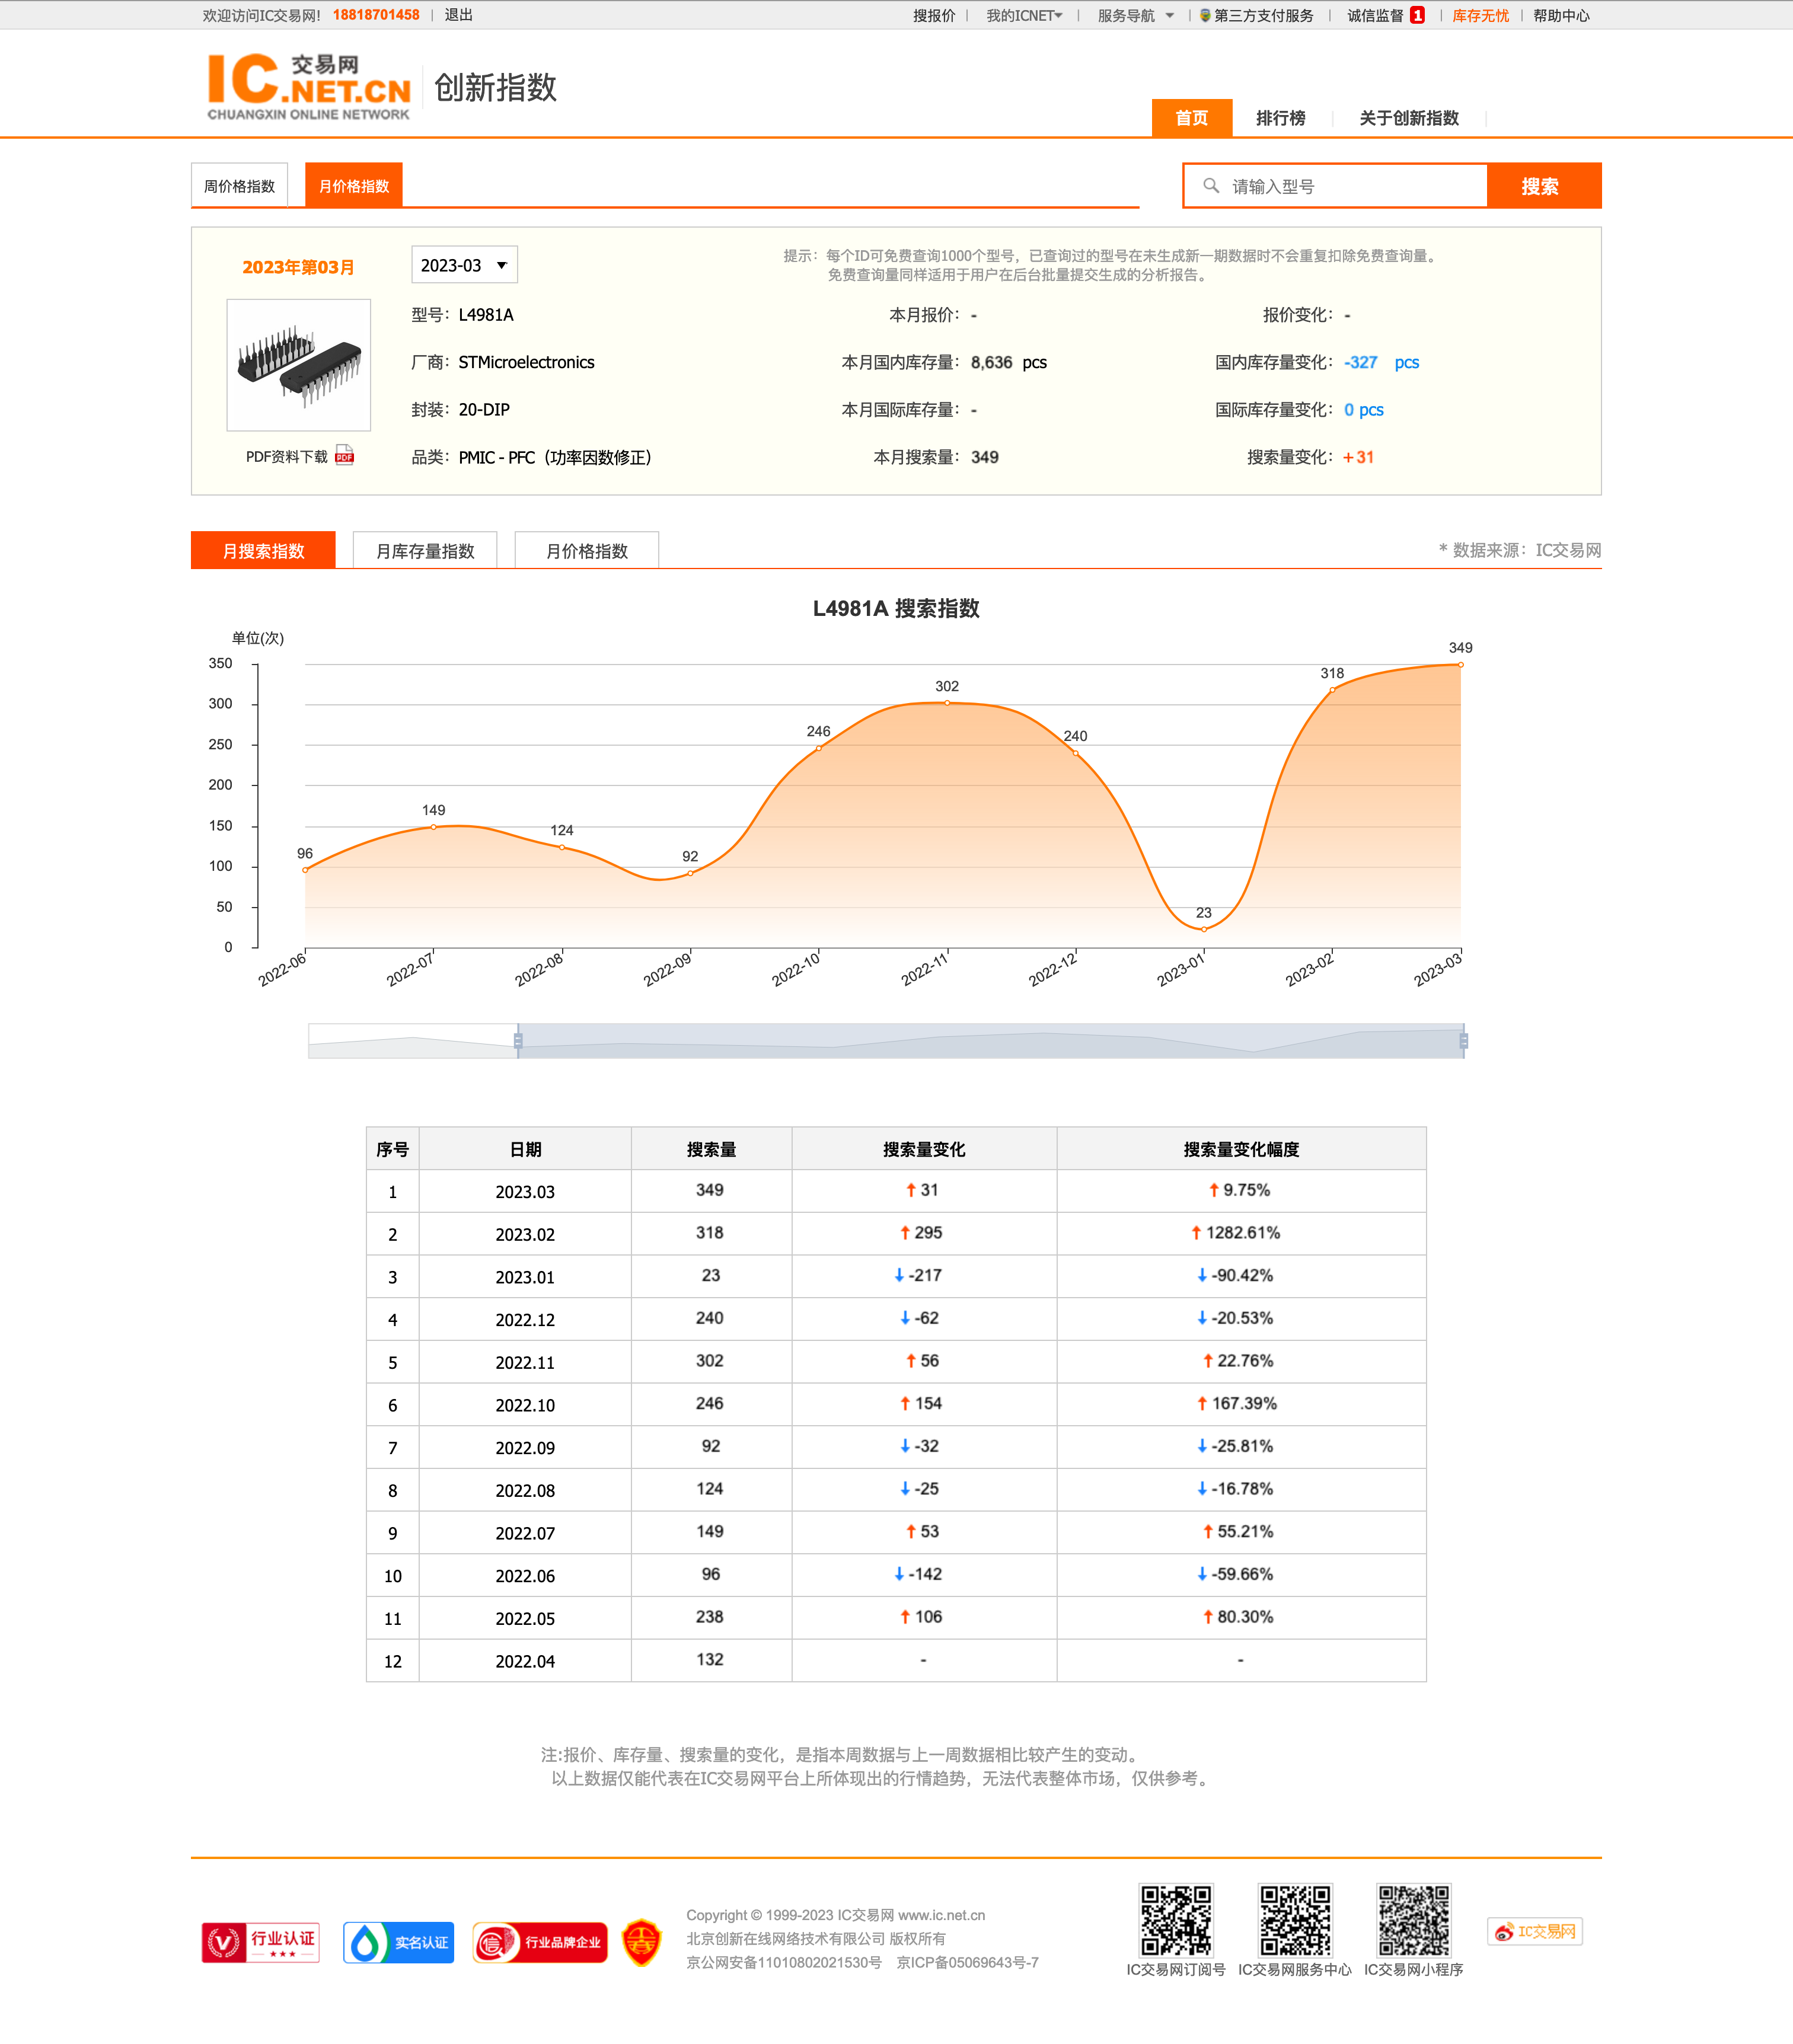 欢迎访问IC交易网! 18818701458 | 退出
搜报价 | 我的ICNET | 服务导航 | 第三方支付服务 | 诚信监督 1 | 库存无忧 | 帮助中心
IC 交易网
.NET.CN
CHUANGXIN ONLINE NETWORK
创新指数
首页 排行榜 关于创新指数
周价格指数 月价格指数
请输入型号 搜索
2023年第03月 2023-03
提示：每个ID可免费查询1000个型号，已查询过的型号在未生成新一期数据时不会重复扣除免费查询量。
免费查询量同样适用于用户在后台批量提交生成的分析报告。
型号：L4981A 本月报价：- 报价变化：-
厂商：STMicroelectronics 本月国内库存量：8,636 pcs 国内库存量变化：-327 pcs
封装：20-DIP 本月国际库存量：- 国际库存量变化：0 pcs
PDF资料下载 PDF
品类：PMIC - PFC（功率因数修正） 本月搜索量：349 搜索量变化：+31
月搜索指数 月库存量指数 月价格指数 * 数据来源：IC交易网
L4981A 搜索指数
单位(次)
350
300
250
200
150
100
50
0
96 149 124 92 246 302 240 23 318 349
2022-06 2022-07 2022-08 2022-09 2022-10 2022-11 2022-12 2023-01 2023-02 2023-03
序号 日期 搜索量 搜索量变化 搜索量变化幅度
1 2023.03 349 ↑ 31 ↑ 9.75%
2 2023.02 318 ↑ 295 ↑ 1282.61%
3 2023.01 23 ↓ -217 ↓ -90.42%
4 2022.12 240 ↓ -62 ↓ -20.53%
5 2022.11 302 ↑ 56 ↑ 22.76%
6 2022.10 246 ↑ 154 ↑ 167.39%
7 2022.09 92 ↓ -32 ↓ -25.81%
8 2022.08 124 ↓ -25 ↓ -16.78%
9 2022.07 149 ↑ 53 ↑ 55.21%
10 2022.06 96 ↓ -142 ↓ -59.66%
11 2022.05 238 ↑ 106 ↑ 80.30%
12 2022.04 132 - -
注:报价、库存量、搜索量的变化，是指本周数据与上一周数据相比较产生的变动。
以上数据仅能代表在IC交易网平台上所体现出的行情趋势，无法代表整体市场，仅供参考。
行业认证
实名认证
信 行业品牌企业
Copyright © 1999-2023 IC交易网 www.ic.net.cn
北京创新在线网络技术有限公司 版权所有
京公网安备11010802021530号 京ICP备05069643号-7
IC交易网订阅号 IC交易网服务中心 IC交易网小程序
IC交易网